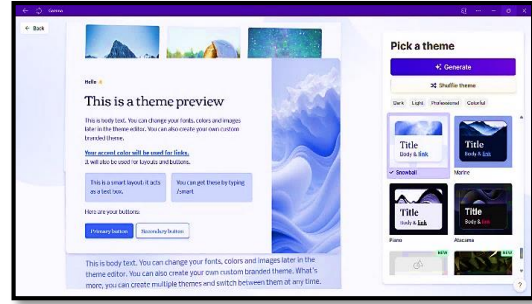 Gamma
← Back
Hello 👋
This is a theme preview
This is body text. You can change your fonts, colors and images
later in the theme editor. You can also create your own custom
branded theme.
Your accent color will be used for links.
It will also be used for layouts and buttons.
This is a smart layout: it acts
as a text box.
You can get these by typing
/smart
Here are your buttons:
Primary button
Secondary button
This is body text. You can change your fonts, colors and images later in the
theme editor. You can also create your own custom branded theme. What's
more, you can create multiple themes and switch between them at any time.
Pick a theme
Generate
Shuffle theme
Dark Light Professional Colorful
Title
Body & link
✓ Snowball
Title
Body & link
Marine
Title
Body & link
Piano
Title
Body & link
Atacama
NEW
NEW
?